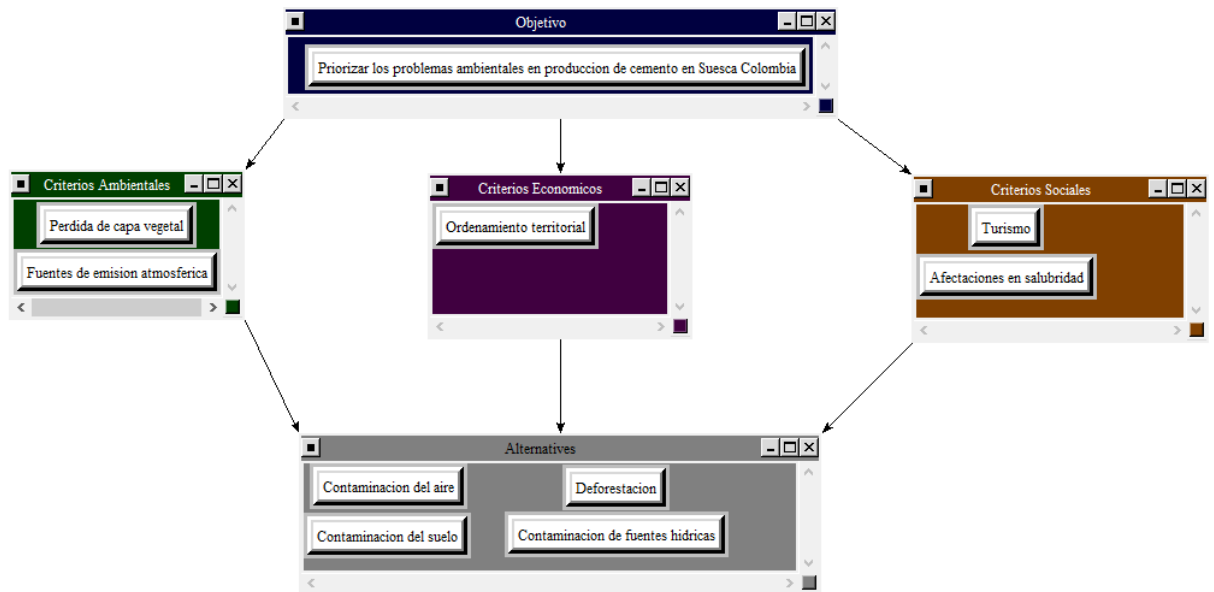 Objetivo
Priorizar los problemas ambientales en produccion de cemento en Suesca Colombia
Criterios Ambientales
Perdida de capa vegetal
Fuentes de emision atmosferica
Criterios Economicos
Ordenamiento territorial
Criterios Sociales
Turismo
Afectaciones en salubridad
Alternatives
Contaminacion del aire
Deforestacion
Contaminacion del suelo
Contaminacion de fuentes hidricas